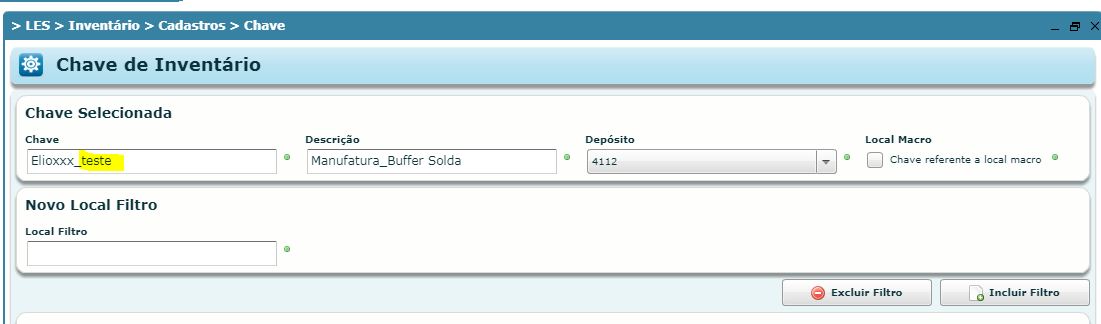 > LES > Inventário > Cadastros > Chave
Chave de Inventário
Chave Selecionada
Chave Descrição Depósito Local Macro
Elioxxx_teste Manufatura_Buffer Solda 4112 Chave referente a local macro
Novo Local Filtro
Local Filtro
Excluir Filtro Incluir Filtro